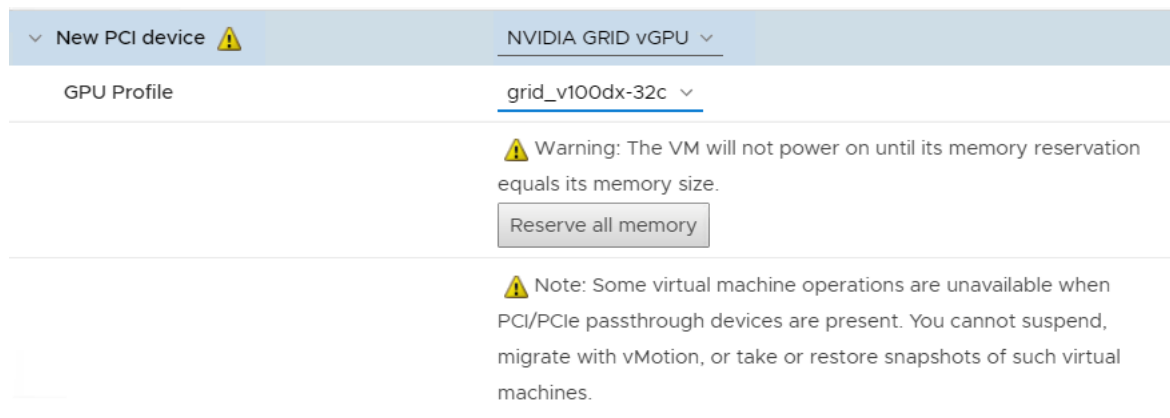 New PCI device NVIDIA GRID vGPU
GPU Profile grid_v100dx-32c
Warning: The VM will not power on until its memory reservation
equals its memory size.
Reserve all memory
Note: Some virtual machine operations are unavailable when
PCI/PCIe passthrough devices are present. You cannot suspend,
migrate with vMotion, or take or restore snapshots of such virtual
machines.